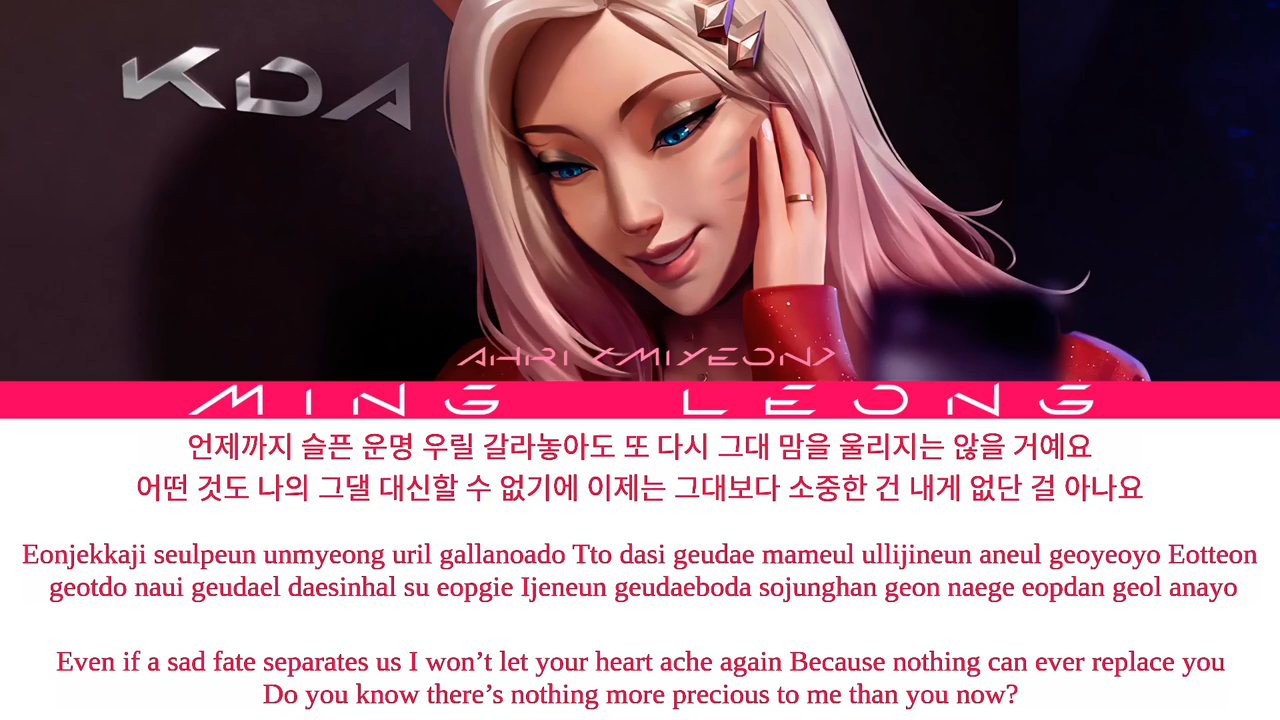 KDA
AHRI <MIYEON>
MING LEONG
언제까지 슬픈 운명 우릴 갈라놓아도 또 다시 그대 맘을 울리지는 않을 거예요
어떤 것도 나의 그댈 대신할 수 없기에 이제는 그대보다 소중한 건 내게 없단 걸 아나요
Eonjekkaji seulpeun unmyeong uril gallanoado Tto dasi geudae mameul ullijineun aneul geoyeoyo Eotteon
geotdo naui geudael daesinhal su eopgie Ijeneun geudaeboda sojunghan geon naege eopdan geol anayo
Even if a sad fate separates us I won’t let your heart ache again Because nothing can ever replace you
Do you know there’s nothing more precious to me than you now?